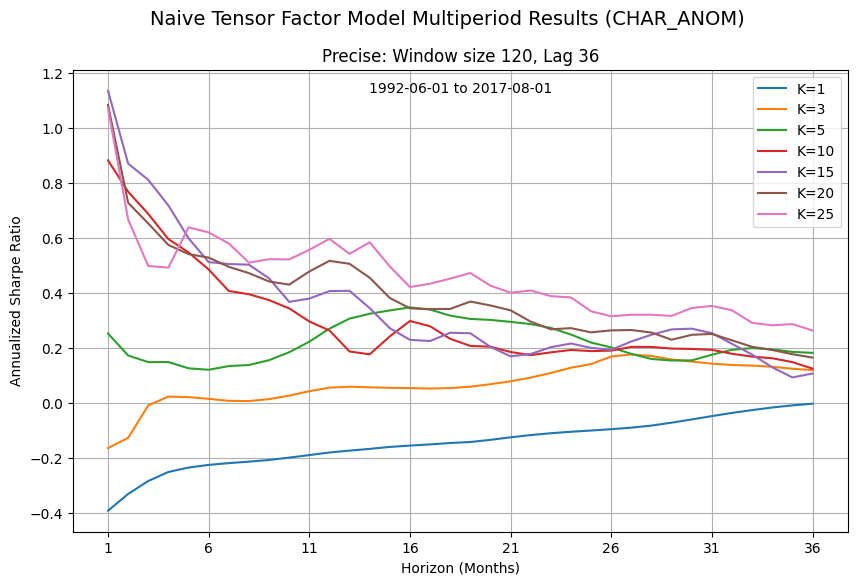 Naive Tensor Factor Model Multiperiod Results (CHAR_ANOM)
Precise: Window size 120, Lag 36
1992-06-01 to 2017-08-01
K=1
K=3
K=5
K=10
K=15
K=20
K=25
Annualized Sharpe Ratio
1.2
1.0
0.8
0.6
0.4
0.2
0.0
−0.2
−0.4
1 6 11 16 21 26 31 36
Horizon (Months)